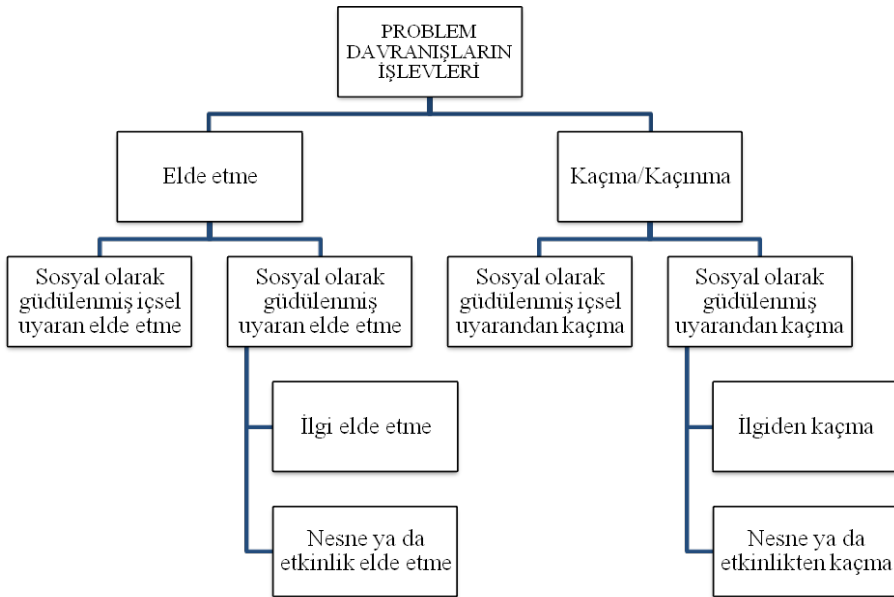 PROBLEM
DAVRANIŞLARIN
İŞLEVLERİ
Elde etme
Kaçma/Kaçınma
Sosyal olarak
güdülenmiş içsel
uyaran elde etme
Sosyal olarak
güdülenmiş
uyaran elde etme
Sosyal olarak
güdülenmiş içsel
uyarandan kaçma
Sosyal olarak
güdülenmiş
uyarandan kaçma
İlgi elde etme
İlgiden kaçma
Nesne ya da
etkinlik elde etme
Nesne ya da
etkinlikten kaçma